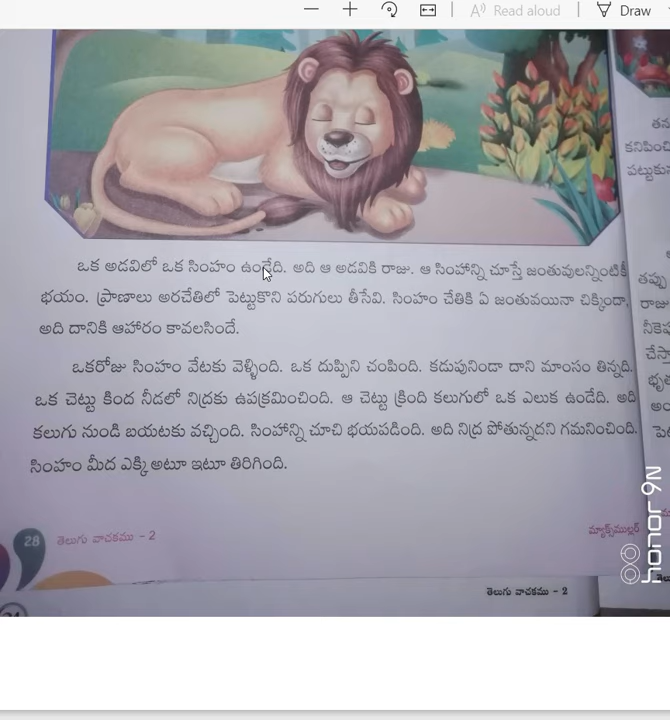 Read aloud
Draw
ఒక అడవిలో ఒక సింహం ఉండేది. అది ఆ అడవికి రాజు. ఆ సింహాన్ని చూస్తే జంతువులన్నింటికీ
భయం. ప్రాణాలు అరచేతిలో పెట్టుకొని పరుగులు తీసేవి. సింహం చేతికి ఏ జంతువయినా చిక్కిందా,
అది దానికి ఆహారం కావలసిందే.
ఒకరోజు సింహం వేటకు వెళ్ళింది. ఒక దుప్పిని చంపింది. కడుపునిండా దాని మాంసం తిన్నది.
ఒక చెట్టు కింద నీడలో నిద్రకు ఉపక్రమించింది. ఆ చెట్టు క్రింది కలుగులో ఒక ఎలుక ఉండేది. అది
కలుగు నుండి బయటకు వచ్చింది. సింహాన్ని చూచి భయపడింది. అది నిద్ర పోతున్నదని గమనించింది.
సింహం మీద ఎక్కి అటూ ఇటూ తిరిగింది.
28 తెలుగు వాచకము - 2
మ్యాక్స్‌ముల్లర్
తెలుగు వాచకము - 2
honor 9N